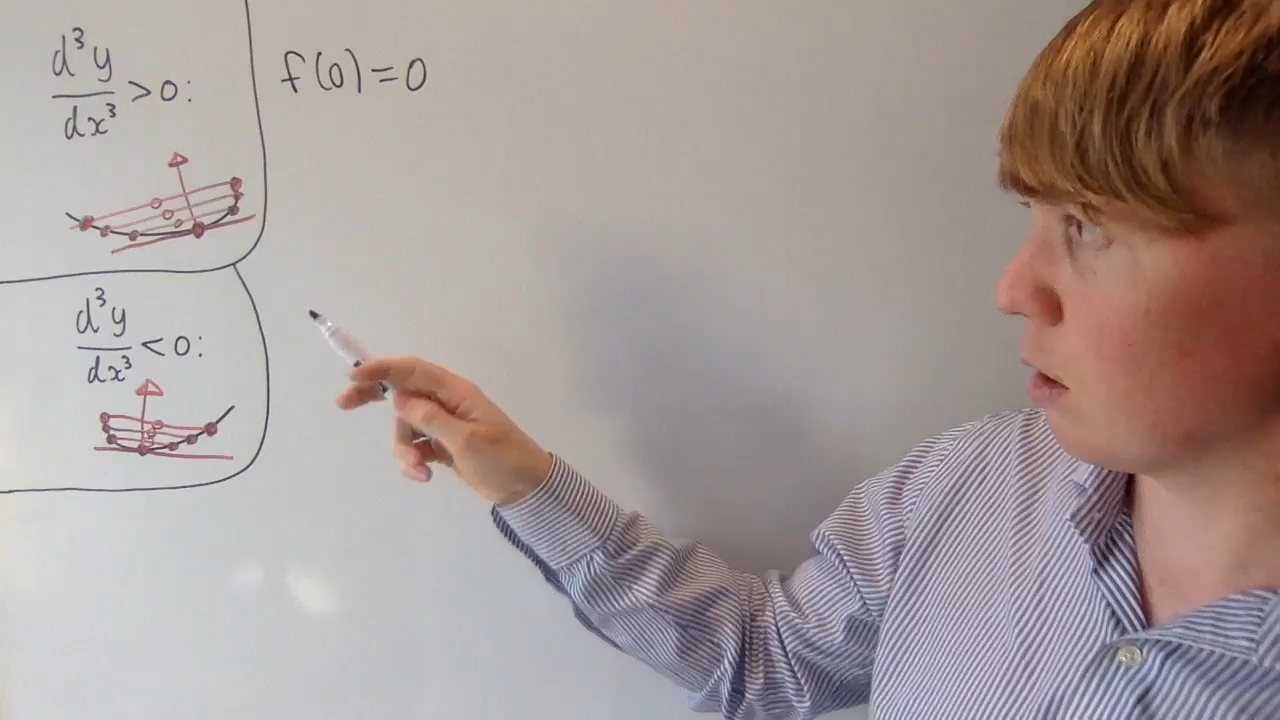 d³y/dx³ > 0:
f(0) = 0
d³y/dx³ < 0: